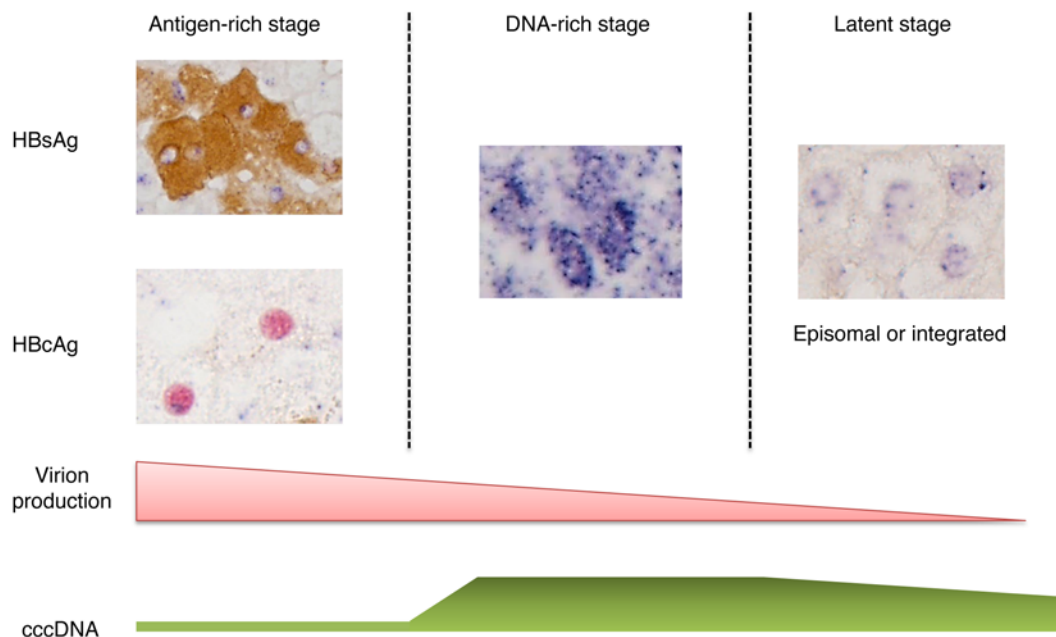 Antigen-rich stage
DNA-rich stage
Latent stage
HBsAg
HBcAg
Episomal or integrated
Virion
production
cccDNA